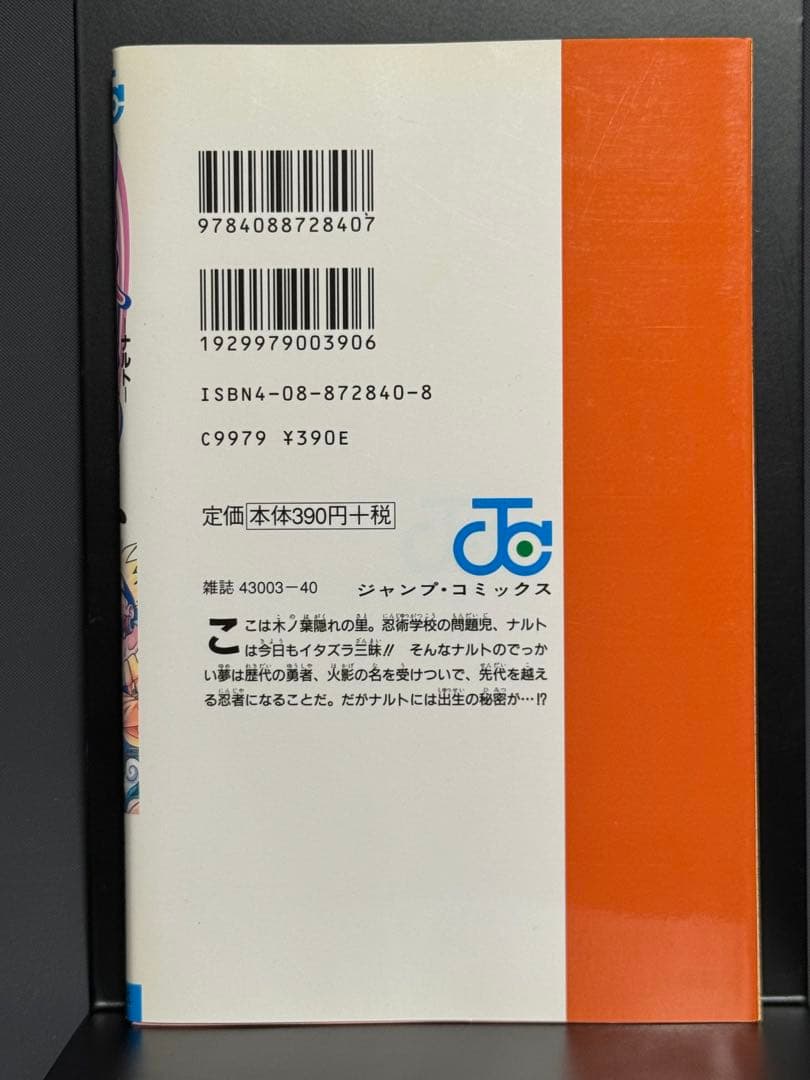 9784088728407
1929979003906
ISBN4-08-872840-8
C9979 ¥390E
定価 本体390円+税
雑誌 43003-40
ジャンプ・コミックス
ここは木ノ葉隠れの里。忍術学校の問題児、ナルト
は今日もイタズラ三昧!! そんなナルトのでっか
い夢は歴代の勇者、火影の名を受けついで、先代を越え
る忍者になることだ。だがナルトには出生の秘密が…!?
ーナルトー